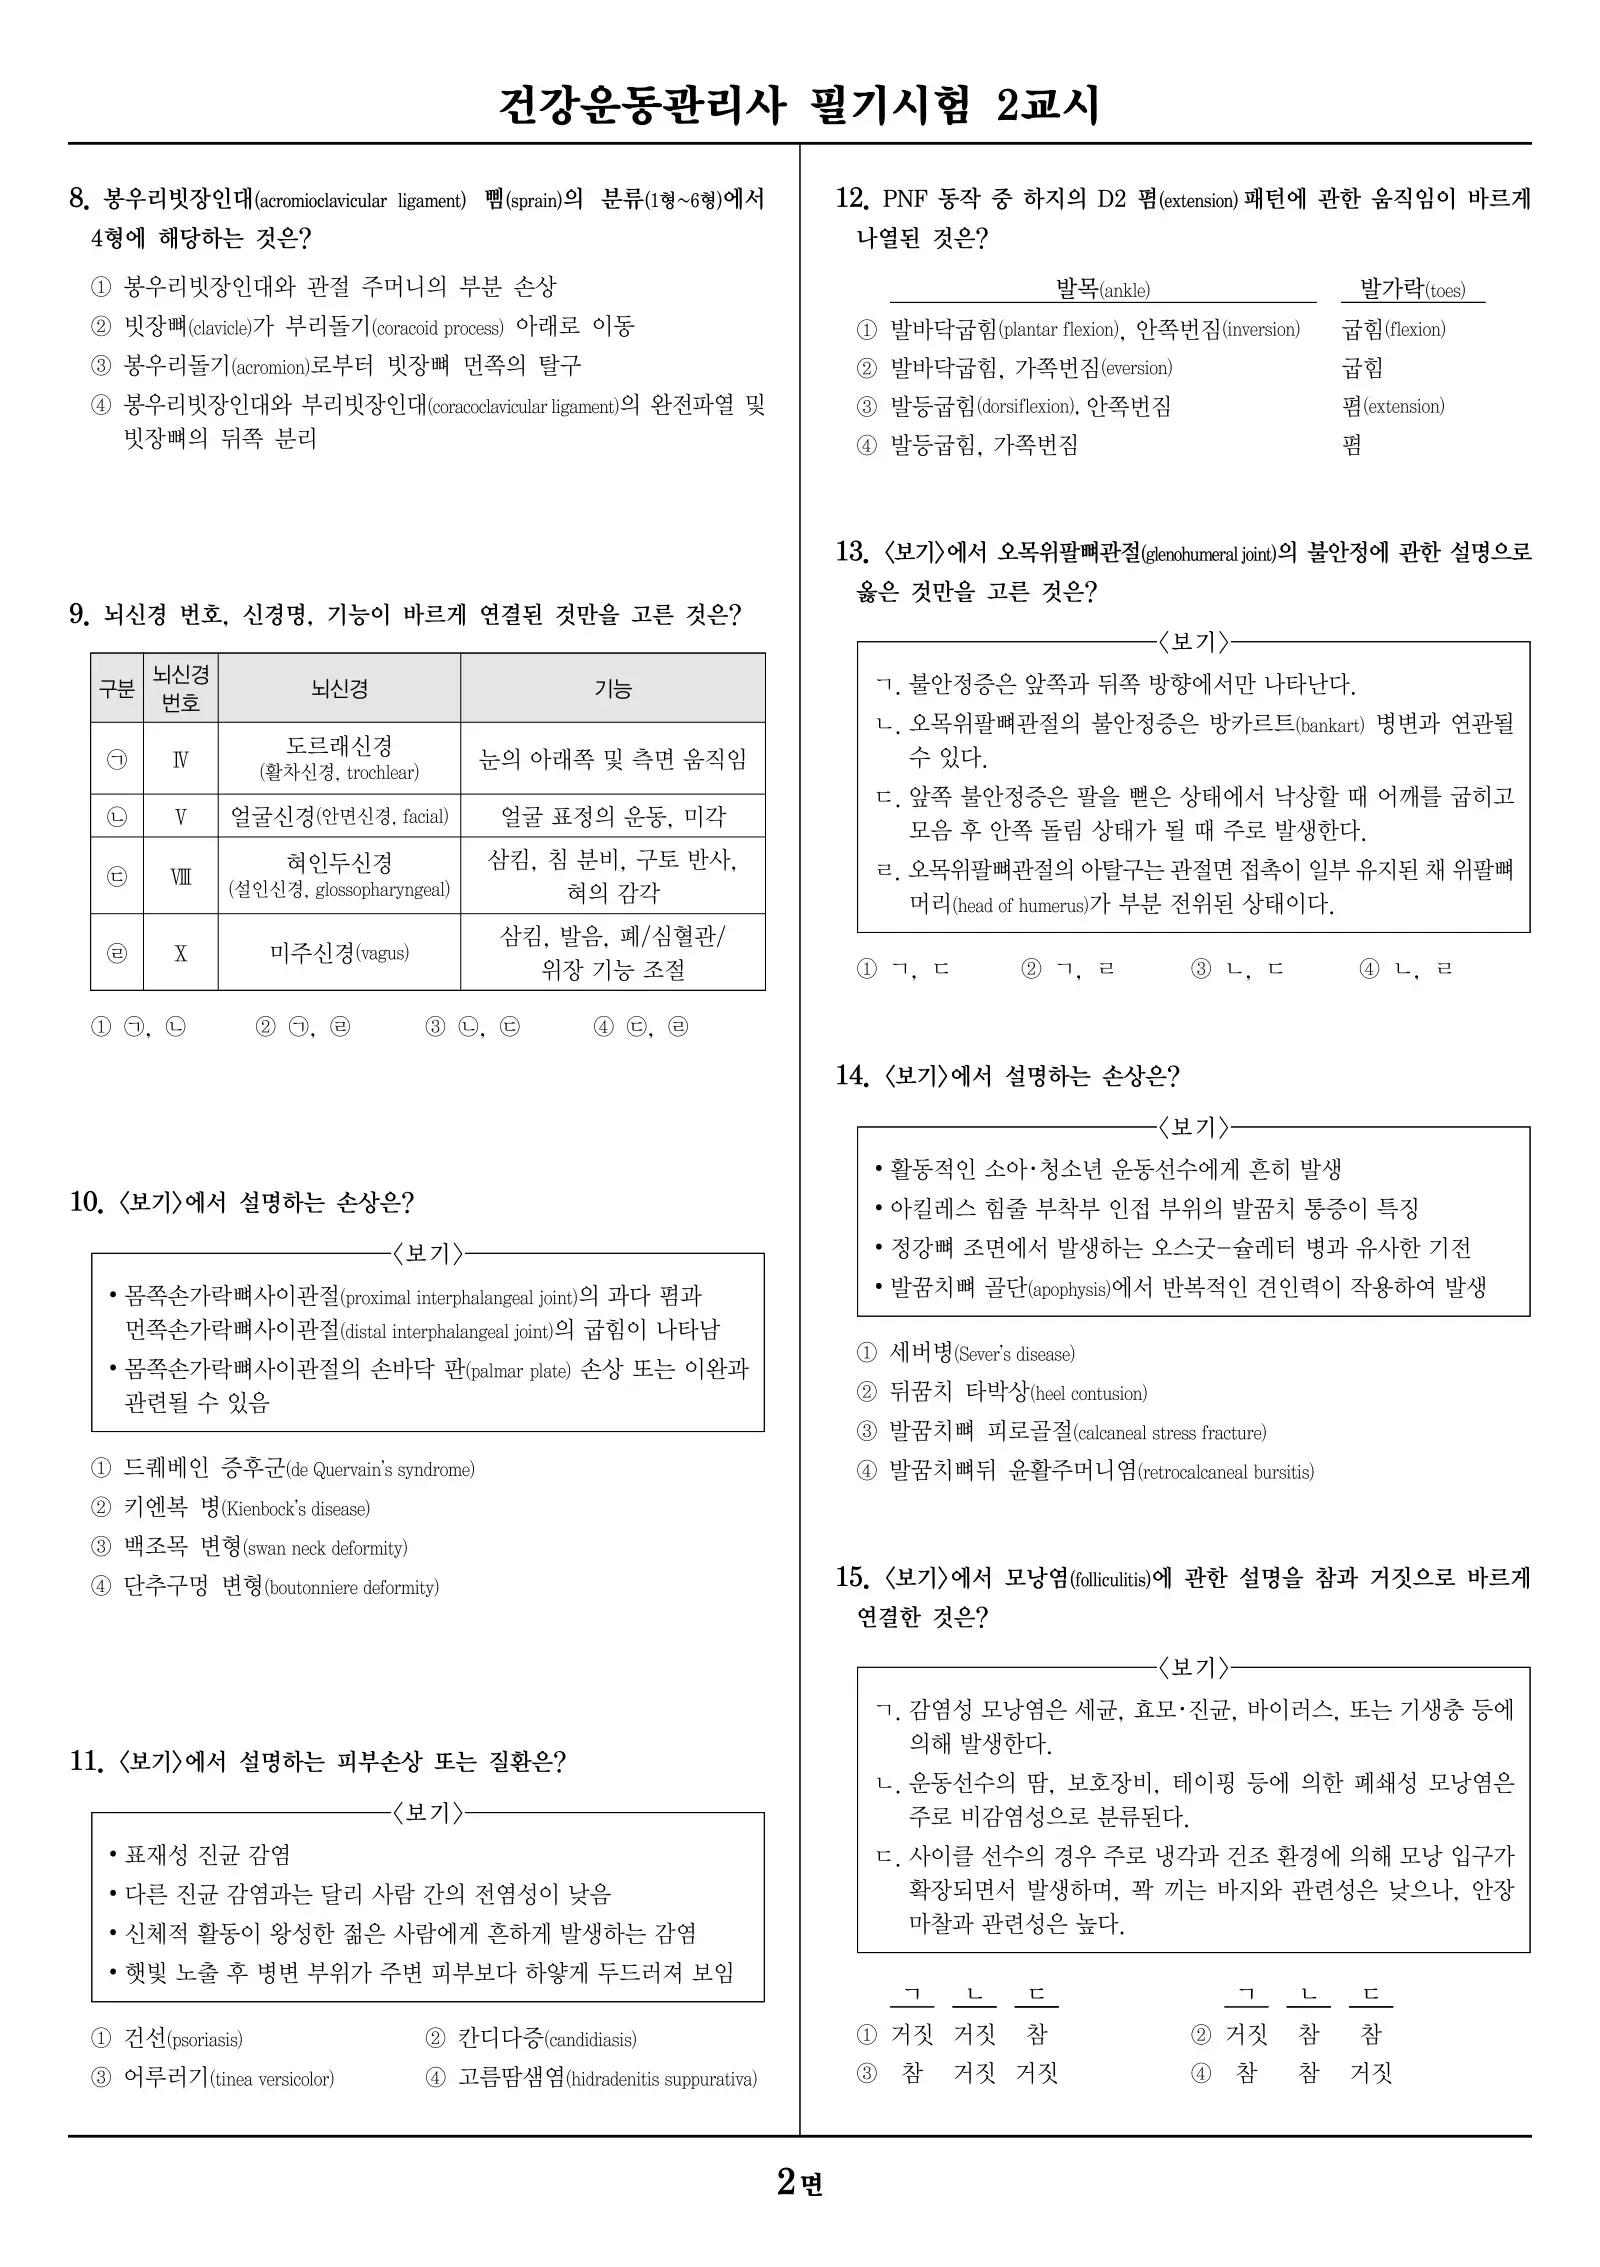 건강운동관리사 필기시험 2교시
8. 봉우리빗장인대(acromioclavicular ligament) 삠(sprain)의 분류(1형~6형)에서
4형에 해당하는 것은?
① 봉우리빗장인대와 관절 주머니의 부분 손상
② 빗장뼈(clavicle)가 부리돌기(coracoid process) 아래로 이동
③ 봉우리돌기(acromion)로부터 빗장뼈 먼쪽의 탈구
④ 봉우리빗장인대와 부리빗장인대(coracoclavicular ligament)의 완전파열 및
빗장뼈의 뒤쪽 분리
9. 뇌신경 번호, 신경명, 기능이 바르게 연결된 것만을 고른 것은?
구분 뇌신경 번호 뇌신경 기능
㉠ Ⅳ 도르래신경 (활차신경, trochlear) 눈의 아래쪽 및 측면 움직임
㉡ Ⅴ 얼굴신경(안면신경, facial) 얼굴 표정의 운동, 미각
㉢ Ⅷ 혀인두신경 (설인신경, glossopharyngeal) 삼킴, 침 분비, 구토 반사, 혀의 감각
㉣ Ⅹ 미주신경(vagus) 삼킴, 발음, 폐/심혈관/ 위장 기능 조절
① ㉠, ㉡ ② ㉠, ㉣ ③ ㉡, ㉢ ④ ㉢, ㉣
10. 〈보기〉에서 설명하는 손상은?
〈보기〉
• 몸쪽손가락뼈사이관절(proximal interphalangeal joint)의 과다 폄과
먼쪽손가락뼈사이관절(distal interphalangeal joint)의 굽힘이 나타남
• 몸쪽손가락뼈사이관절의 손바닥 판(palmar plate) 손상 또는 이완과
관련될 수 있음
① 드퀘베인 증후군(de Quervain's syndrome)
② 키엔복 병(Kienbock's disease)
③ 백조목 변형(swan neck deformity)
④ 단추구멍 변형(boutonniere deformity)
11. 〈보기〉에서 설명하는 피부손상 또는 질환은?
〈보기〉
• 표재성 진균 감염
• 다른 진균 감염과는 달리 사람 간의 전염성이 낮음
• 신체적 활동이 왕성한 젊은 사람에게 흔하게 발생하는 감염
• 햇빛 노출 후 병변 부위가 주변 피부보다 하얗게 두드러져 보임
① 건선(psoriasis) ② 칸디다증(candidiasis)
③ 어루러기(tinea versicolor) ④ 고름땀샘염(hidradenitis suppurativa)
12. PNF 동작 중 하지의 D2 폄(extension) 패턴에 관한 움직임이 바르게
나열된 것은?
발목(ankle) 발가락(toes)
① 발바닥굽힘(plantar flexion), 안쪽번짐(inversion) 굽힘(flexion)
② 발바닥굽힘, 가쪽번짐(eversion) 굽힘
③ 발등굽힘(dorsiflexion), 안쪽번짐 폄(extension)
④ 발등굽힘, 가쪽번짐 폄
13. 〈보기〉에서 오목위팔뼈관절(glenohumeral joint)의 불안정에 관한 설명으로
옳은 것만을 고른 것은?
〈보기〉
ㄱ. 불안정증은 앞쪽과 뒤쪽 방향에서만 나타난다.
ㄴ. 오목위팔뼈관절의 불안정증은 방카르트(bankart) 병변과 연관될
수 있다.
ㄷ. 앞쪽 불안정증은 팔을 뻗은 상태에서 낙상할 때 어깨를 굽히고
모음 후 안쪽 돌림 상태가 될 때 주로 발생한다.
ㄹ. 오목위팔뼈관절의 아탈구는 관절면 접촉이 일부 유지된 채 위팔뼈
머리(head of humerus)가 부분 전위된 상태이다.
① ㄱ, ㄷ ② ㄱ, ㄹ ③ ㄴ, ㄷ ④ ㄴ, ㄹ
14. 〈보기〉에서 설명하는 손상은?
〈보기〉
• 활동적인 소아·청소년 운동선수에게 흔히 발생
• 아킬레스 힘줄 부착부 인접 부위의 발꿈치 통증이 특징
• 정강뼈 조면에서 발생하는 오스굿-슐레터 병과 유사한 기전
• 발꿈치뼈 골단(apophysis)에서 반복적인 견인력이 작용하여 발생
① 세버병(Sever's disease)
② 뒤꿈치 타박상(heel contusion)
③ 발꿈치뼈 피로골절(calcaneal stress fracture)
④ 발꿈치뼈뒤 윤활주머니염(retrocalcaneal bursitis)
15. 〈보기〉에서 모낭염(folliculitis)에 관한 설명을 참과 거짓으로 바르게
연결한 것은?
〈보기〉
ㄱ. 감염성 모낭염은 세균, 효모·진균, 바이러스, 또는 기생충 등에
의해 발생한다.
ㄴ. 운동선수의 땀, 보호장비, 테이핑 등에 의한 폐쇄성 모낭염은
주로 비감염성으로 분류된다.
ㄷ. 사이클 선수의 경우 주로 냉각과 건조 환경에 의해 모낭 입구가
확장되면서 발생하며, 꽉 끼는 바지와 관련성은 낮으나, 안장
마찰과 관련성은 높다.
ㄱ ㄴ ㄷ ㄱ ㄴ ㄷ
① 거짓 거짓 참 ② 거짓 참 참
③ 참 거짓 거짓 ④ 참 참 거짓
2면